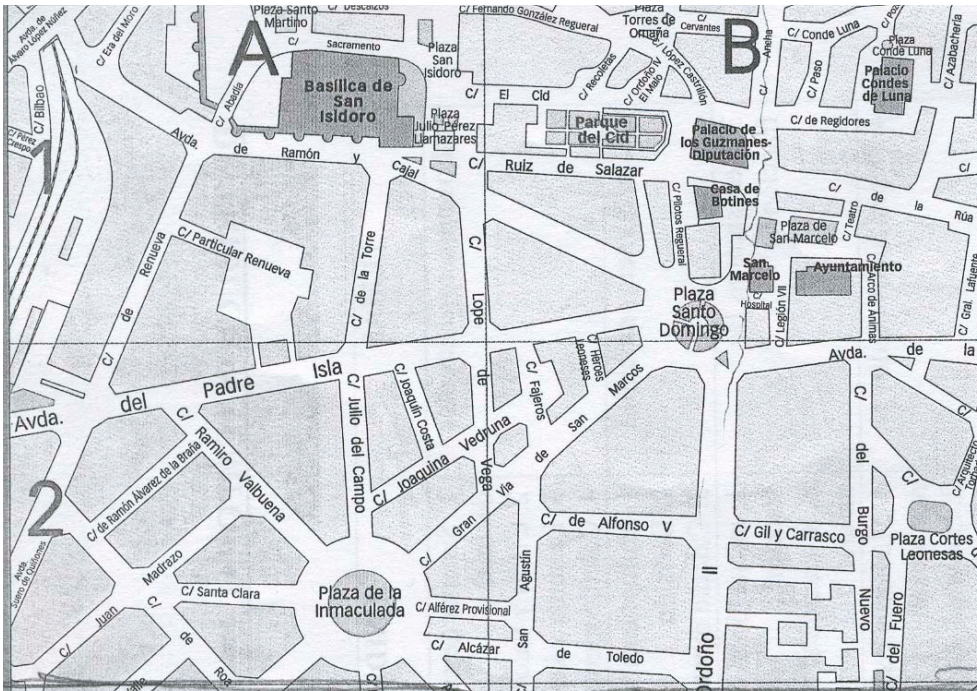 Plaza Santo
Martino
C/ Descalzos
C/ Fernando González Regueral
Plaza
Torres de
Omaña
C/
Cervantes
C/ Ancha
C/ Conde Luna
Plaza
Conde Luna
C/ Azabachería
Avda. de
Álvaro López Núñez
C/ Era del Moro
A
B
C/ Sacramento
Plaza
San
Isidoro
C/ Recoletas
C/ Ordoño IV
El Malo
C/ López Castrillón
C/ Paso
Palacio
Condes
de Luna
Basílica de
San
Isidoro
C/ Abadía
C/ El Cid
C/ Bilbao
C/ Pérez
Crespo
1
Plaza
Julio Pérez
Llamazares
Parque
del Cid
Palacio de
los Guzmanes-
Diputación
C/ de Regidores
Avda. de Ramón y Cajal
C/ Ruíz de Salazar
C/ Pilotos Regueral
Casa de
Botines
C/ de la Rúa
C/
C/ Teatro
Plaza de
San Marcelo
C/ de Renueva
C/ Particular Renueva
C/ de la Torre
C/ Lope de Vega
San
Marcelo
Ayuntamiento
C/
Hospital
C/ Legión VII
C/ Arco de Animas
C/ Gral. Lafuente
Plaza
Santo
Domingo
Avda. de la
Avda. del Padre Isla
C/ Julio del Campo
C/ Joaquín Costa
C/ Fajeros
C/ Héroes
Leoneses
C/ Joaquina Vedruna
C/ Gran Vía de San Marcos
C/ Ramiro Valbuena
C/ de Ramón Álvarez de la Braña
2
Avda.
Suero de Quiñones
C/ de Alfonso V
C/ Gil y Carrasco
C/ del Burgo Nuevo
C/
C/
C/ Arquitecto
Plaza Cortes
Leonesas
C/ Juan Madrazo
C/ Santa Clara
Plaza de la
Inmaculada
C/ Alférez Provisional
San Agustín
C/ Alcázar de Toledo
Ordoño II
C/ del Fuero
C/ de Roa